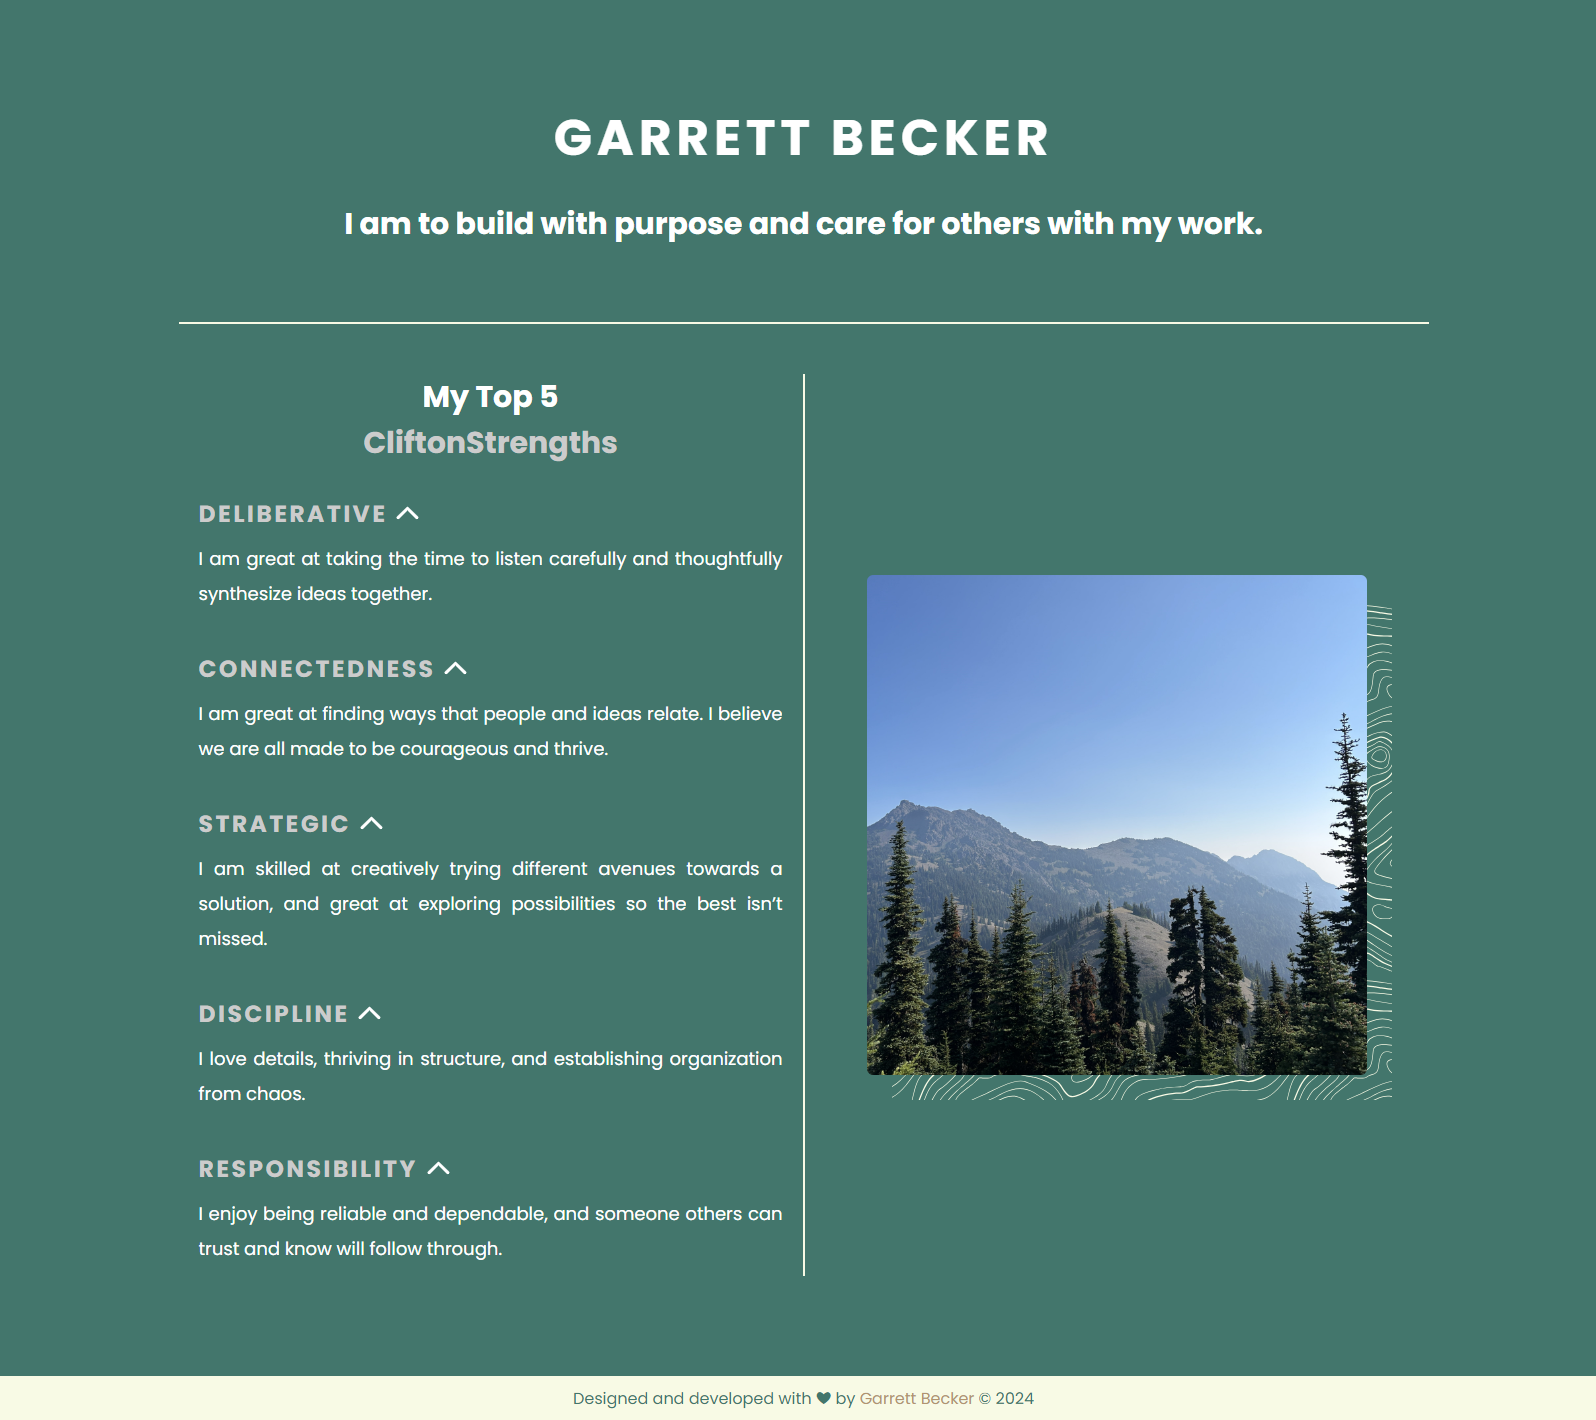 GARRETT BECKER
I am to build with purpose and care for others with my work.
My Top 5
CliftonStrengths
DELIBERATIVE
I am great at taking the time to listen carefully and thoughtfully
synthesize ideas together.
CONNECTEDNESS
I am great at finding ways that people and ideas relate. I believe
we are all made to be courageous and thrive.
STRATEGIC
I am skilled at creatively trying different avenues towards a
solution, and great at exploring possibilities so the best isn’t
missed.
DISCIPLINE
I love details, thriving in structure, and establishing organization
from chaos.
RESPONSIBILITY
I enjoy being reliable and dependable, and someone others can
trust and know will follow through.
Designed and developed with ♥ by Garrett Becker © 2024